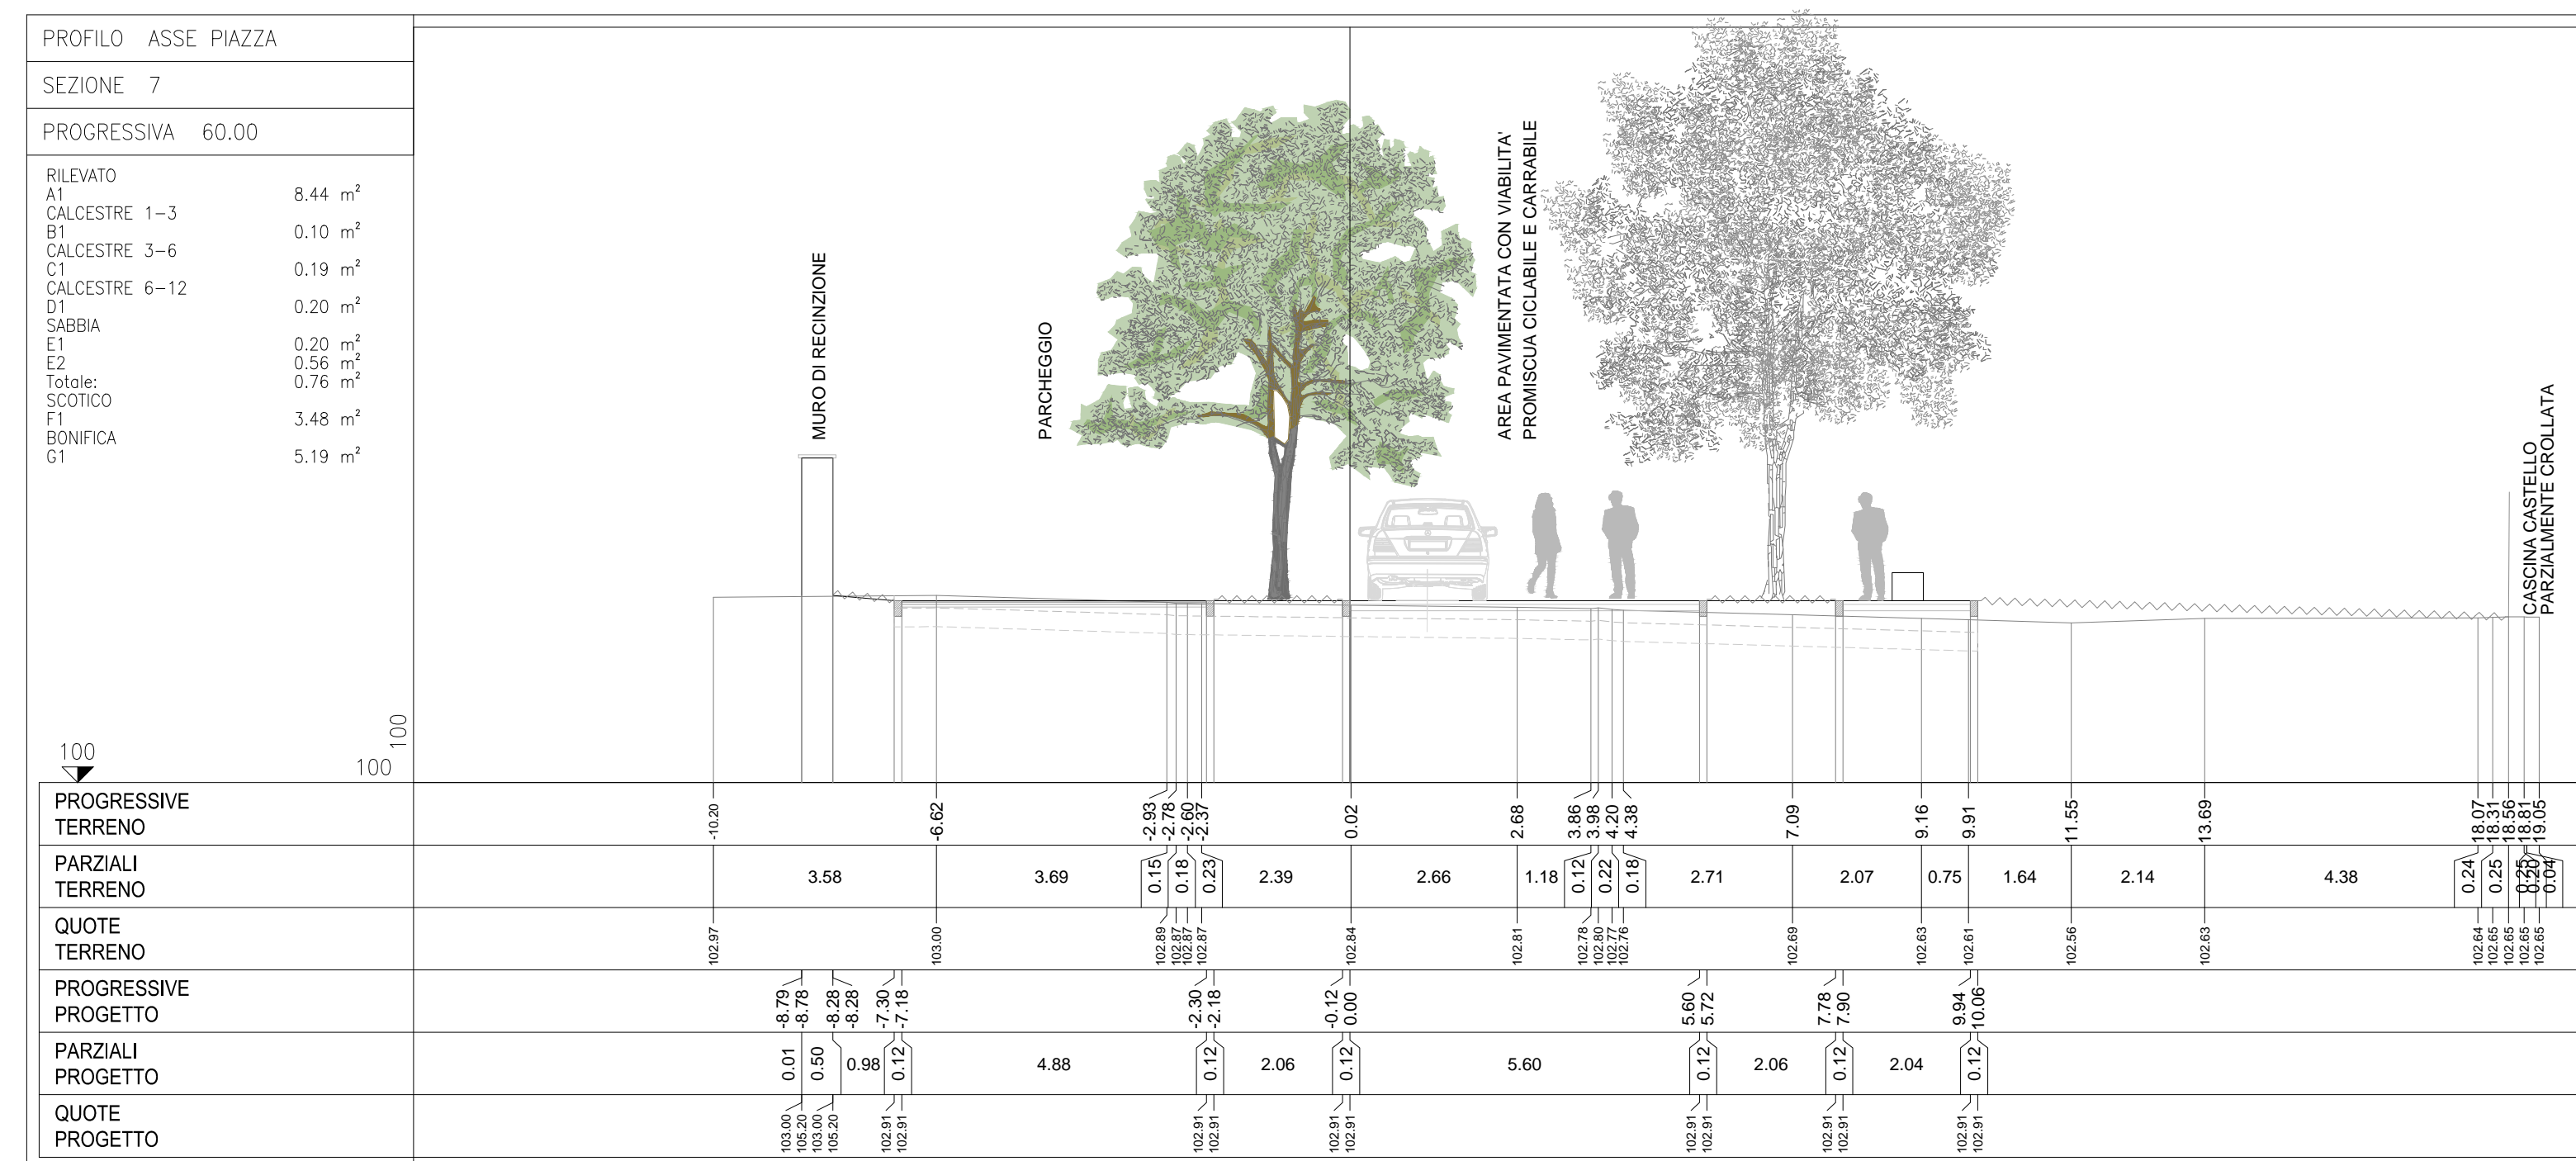 PROFILO ASSE PIAZZA
SEZIONE 7
PROGRESSIVA 60.00
RILEVATO
A1 8.44 m²
CALCESTRE 1-3
B1 0.10 m²
CALCESTRE 3-6
C1 0.19 m²
CALCESTRE 6-12
D1 0.20 m²
SABBIA
E1 0.20 m²
E2 0.56 m²
Totale: 0.76 m²
SCOTICO
F1 3.48 m²
BONIFICA
G1 5.19 m²
100
100
100
MURO DI RECINZIONE
PARCHEGGIO
AREA PAVIMENTATA CON VIABILITA'
PROMISCUA CICLABILE E CARRABILE
CASCINA CASTELLO
PARZIALMENTE CROLLATA
PROGRESSIVE
TERRENO
-10.20 -6.62 -2.93 -2.78 -2.60 -2.37 0.02 2.68 3.86 3.98 4.20 4.38 7.09 9.16 9.91 11.55 13.69 18.07 18.31 18.56 18.81 19.05
PARZIALI
TERRENO
3.58 3.69 0.15 0.18 0.23 2.39 2.66 1.18 0.12 0.22 0.18 2.71 2.07 0.75 1.64 2.14 4.38 0.24 0.25 0.25 0.20 0.04
QUOTE
TERRENO
102.97 103.00 102.89 102.87 102.87 102.87 102.84 102.81 102.78 102.80 102.77 102.76 102.69 102.63 102.61 102.56 102.63 102.64 102.65 102.65 102.65 102.65
PROGRESSIVE
PROGETTO
-8.79 -8.78 -8.28 -8.28 -7.30 -7.18 -2.30 -2.18 -0.12 0.00 5.60 5.72 7.78 7.90 9.94 10.06
PARZIALI
PROGETTO
0.01 0.50 0.98 0.12 4.88 0.12 2.06 0.12 5.60 0.12 2.06 0.12 2.04 0.12
QUOTE
PROGETTO
103.00 105.20 103.00 105.20 102.91 102.91 102.91 102.91 102.91 102.91 102.91 102.91 102.91 102.91 102.91 102.91